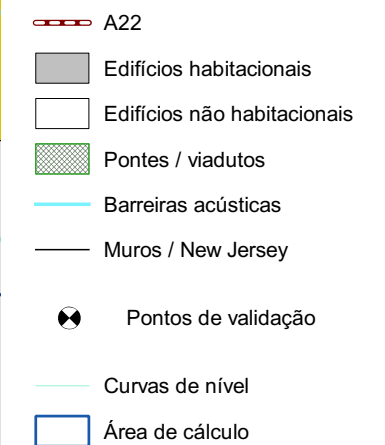 A22
Edifícios habitacionais
Edifícios não habitacionais
Pontes / viadutos
Barreiras acústicas
Muros / New Jersey
Pontos de validação
Curvas de nível
Área de cálculo